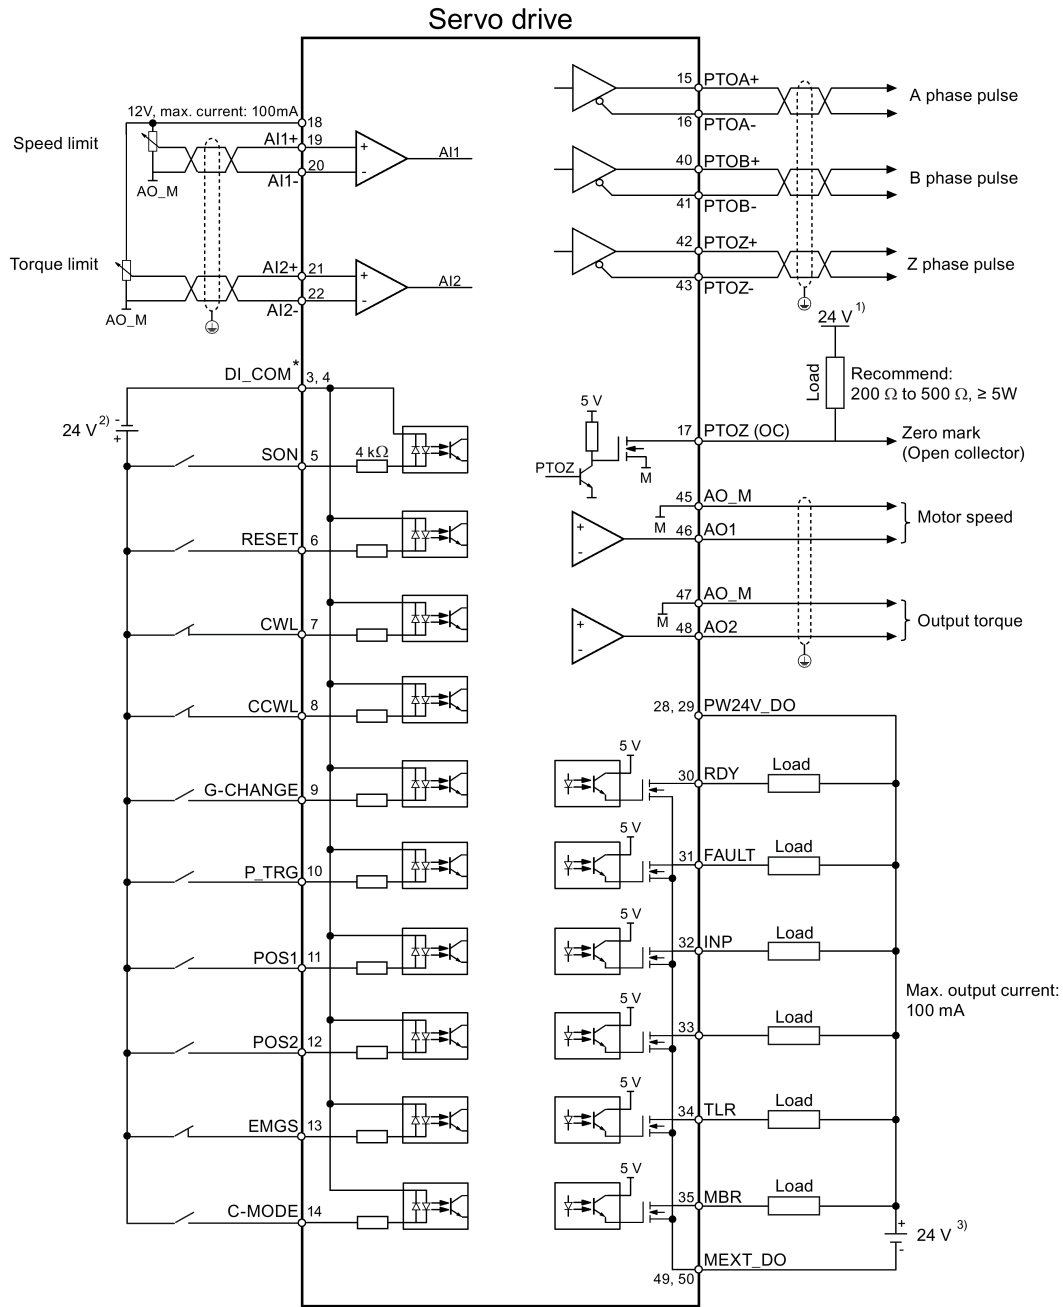 Servo drive
12V, max. current: 100mA
18
Speed limit
AI1+
19
+
AI1
-
20
AI1-
AO_M
Torque limit
AI2+
21
+
AI2
-
22
AI2-
AO_M
15
PTOA+
16
PTOA-
A phase pulse
40
PTOB+
41
PTOB-
B phase pulse
42
PTOZ+
43
PTOZ-
Z phase pulse
24 V 1)
Load
Recommend:
200 Ω to 500 Ω, ≥ 5W
5 V
PTOZ
M
17
PTOZ (OC)
Zero mark
(Open collector)
45
AO_M
M
+
-
46
AO1
Motor speed
47
AO_M
M
+
-
48
AO2
Output torque
DI_COM*
3, 4
24 V 2)
-
+
SON
5
4 kΩ
RESET
6
CWL
7
CCWL
8
G-CHANGE
9
P_TRG
10
POS1
11
POS2
12
EMGS
13
C-MODE
14
28, 29
PW24V_DO
5 V
30
RDY
Load
5 V
31
FAULT
Load
5 V
32
INP
Load
Max. output current:
100 mA
5 V
33
Load
5 V
34
TLR
Load
5 V
35
MBR
Load
+
24 V 3)
-
MEXT_DO
49, 50